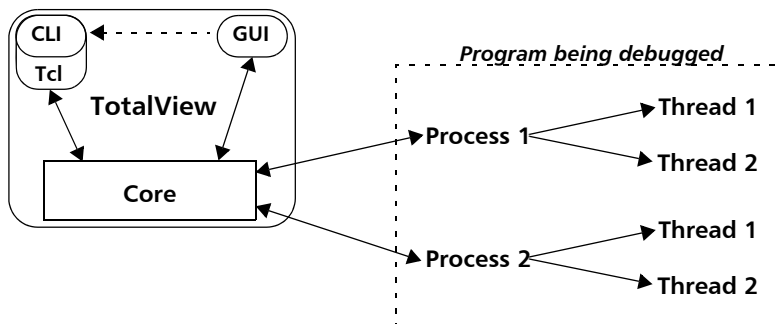 CLI
GUI
Tcl
TotalView
Core
Program being debugged
Process 1
Thread 1
Thread 2
Process 2
Thread 1
Thread 2